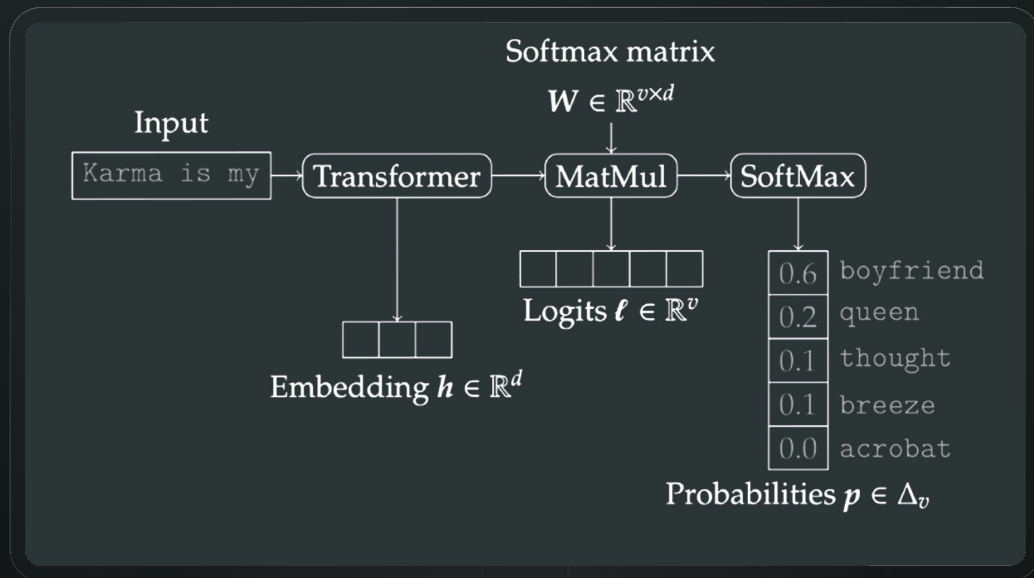 Softmax matrix
W ∈ ℝ^{v×d}
Input
Karma is my
Transformer
MatMul
SoftMax
Logits ℓ ∈ ℝ^v
Embedding h ∈ ℝ^d
0.6 boyfriend
0.2 queen
0.1 thought
0.1 breeze
0.0 acrobat
Probabilities p ∈ Δ_v